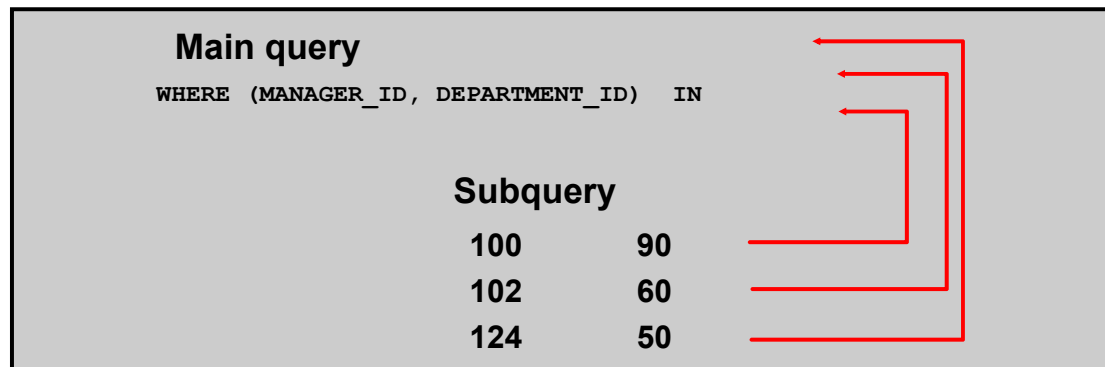 Main query
WHERE (MANAGER_ID, DEPARTMENT_ID) IN
Subquery
100 90
102 60
124 50